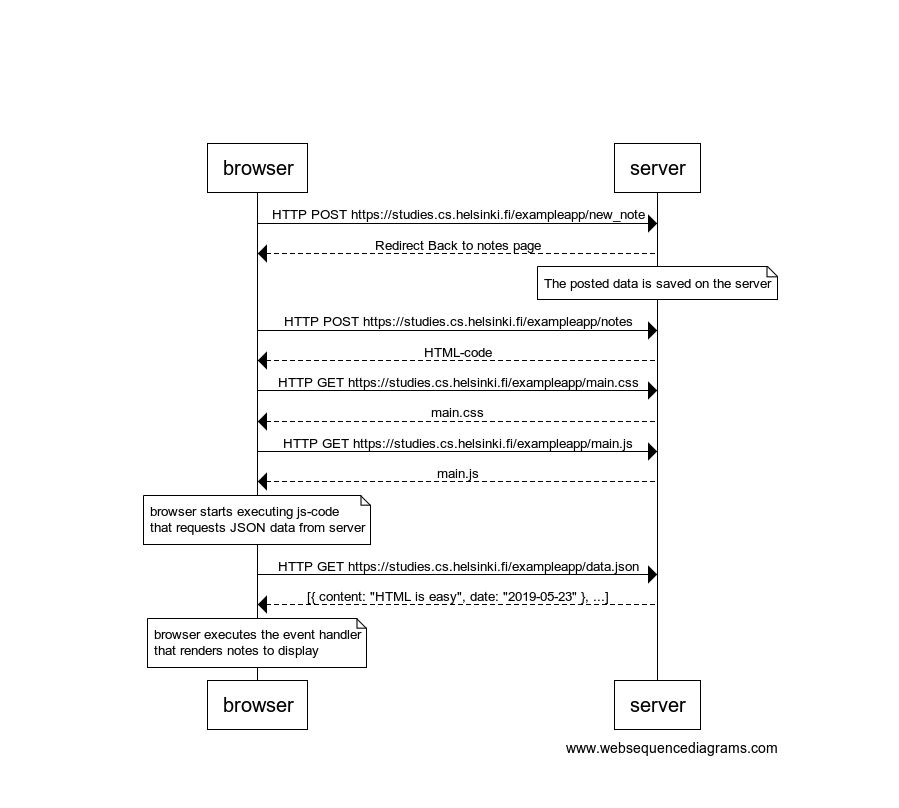 browser
server
HTTP POST https://studies.cs.helsinki.fi/exampleapp/new_note
Redirect Back to notes page
The posted data is saved on the server
HTTP POST https://studies.cs.helsinki.fi/exampleapp/notes
HTML-code
HTTP GET https://studies.cs.helsinki.fi/exampleapp/main.css
main.css
HTTP GET https://studies.cs.helsinki.fi/exampleapp/main.js
main.js
browser starts executing js-code
that requests JSON data from server
HTTP GET https://studies.cs.helsinki.fi/exampleapp/data.json
[{ content: "HTML is easy", date: "2019-05-23" }, ...]
browser executes the event handler
that renders notes to display
browser
server
www.websequencediagrams.com